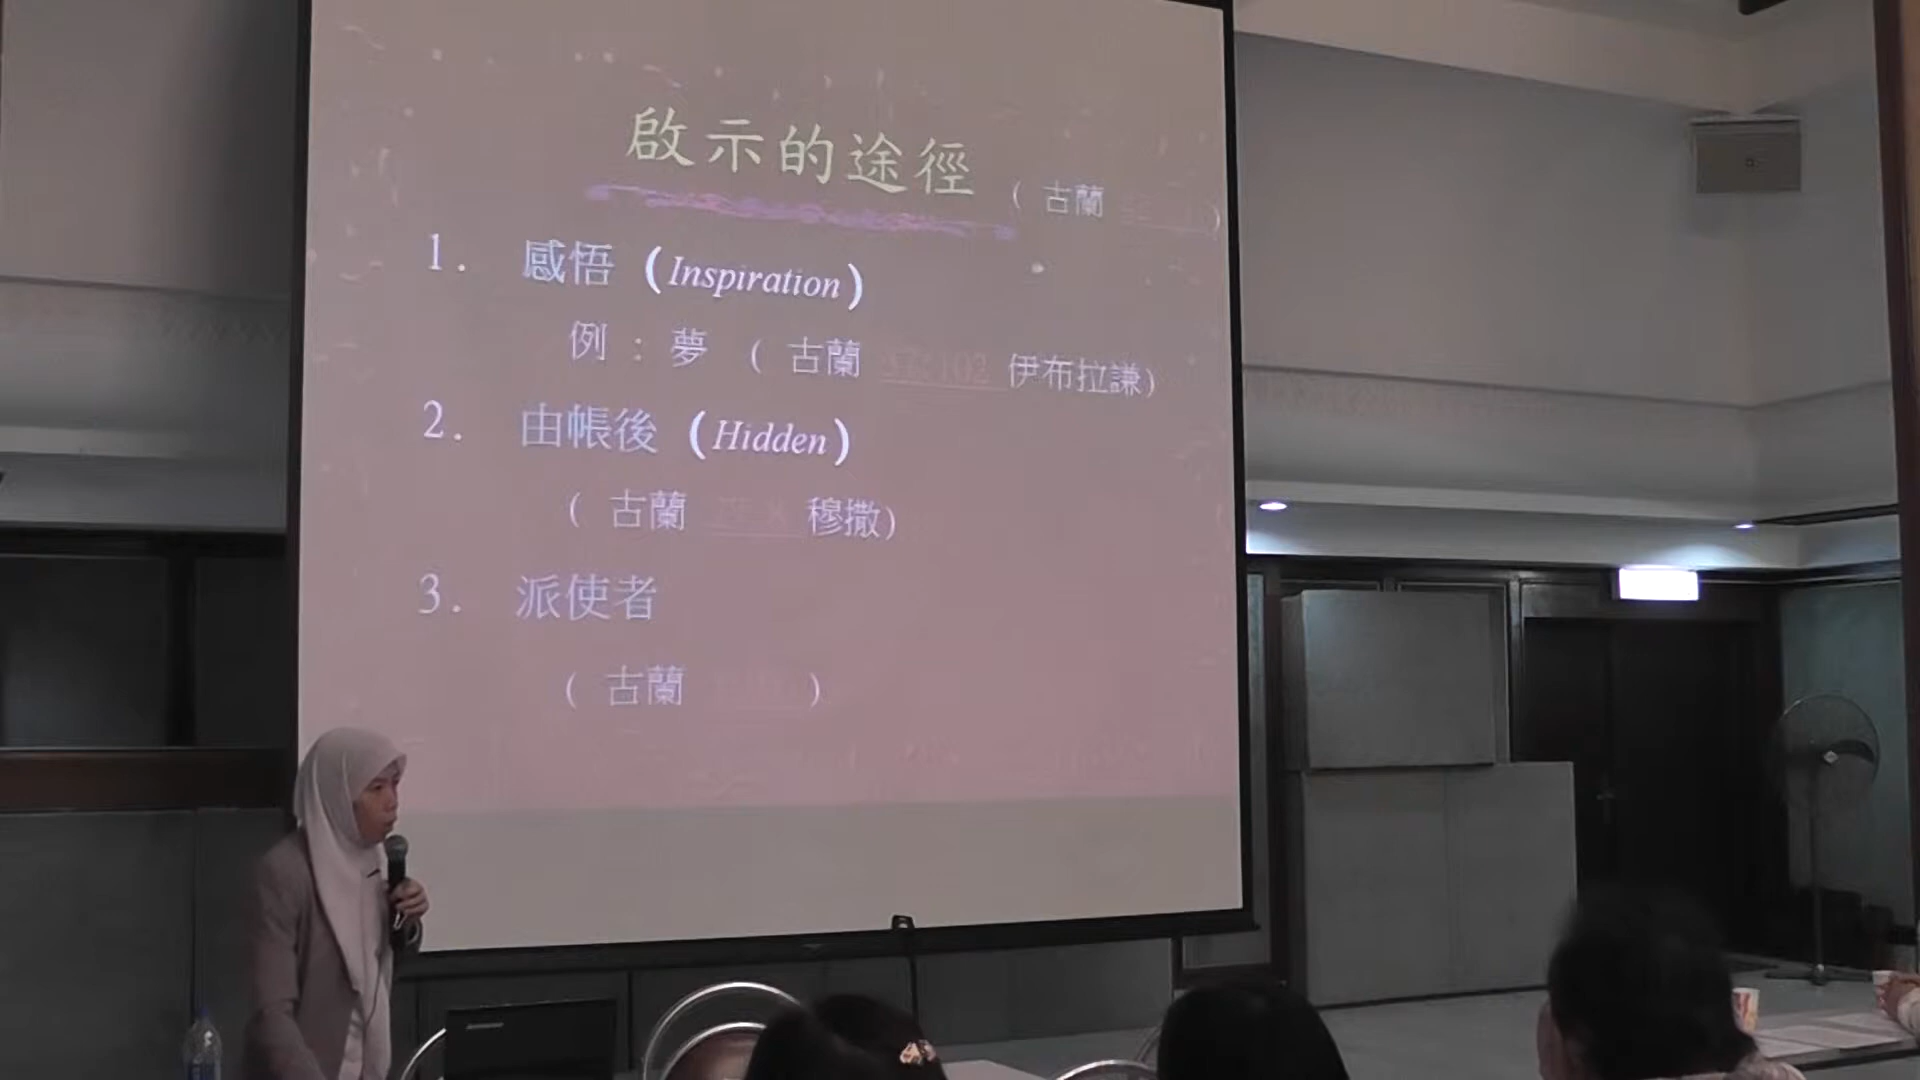 啟示的途徑 ( 古蘭 )
1. 感悟 (Inspiration)
例 : 夢 ( 古蘭 102 伊布拉謙)
2. 由帳後 (Hidden)
( 古蘭 穆撒)
3. 派使者
( 古蘭 )